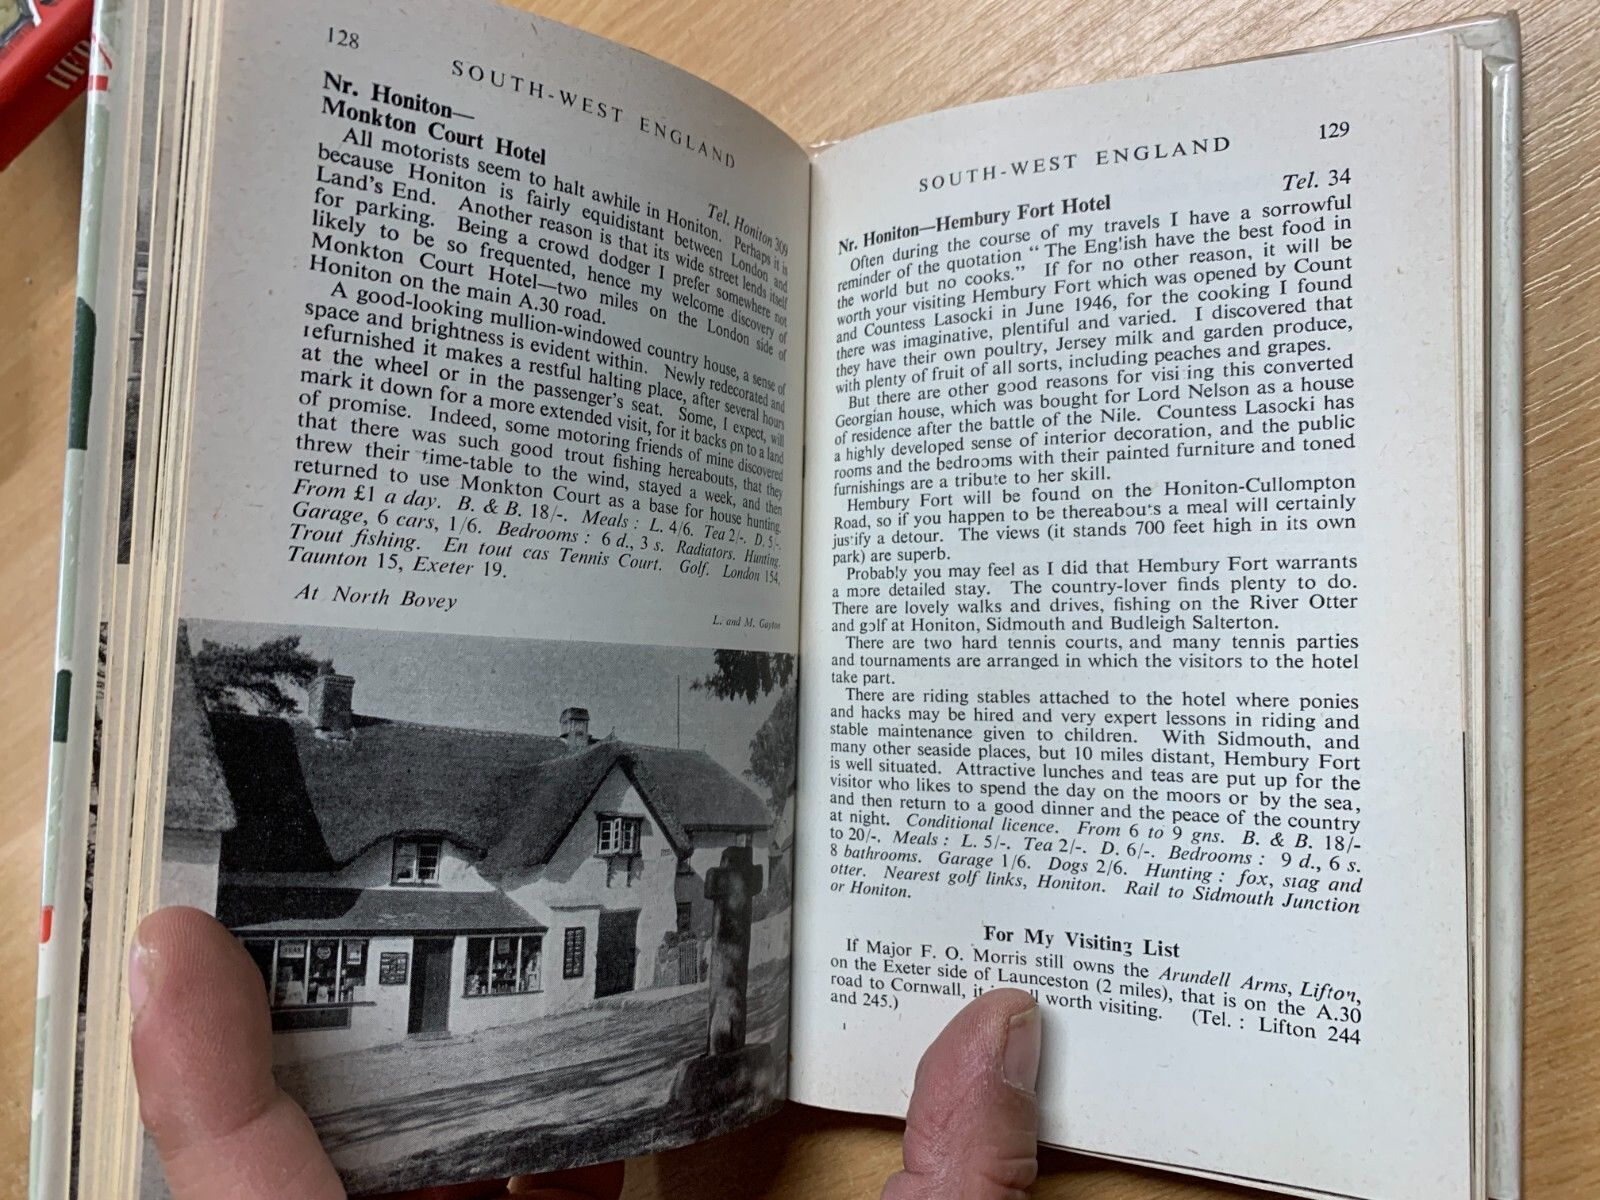 HER
128
SOUTH-WEST ENGLAND
Nr. Honiton—
Monkton Court Hotel
Tel. Honiton 309
All motorists seem to halt awhile in Honiton. Perhaps it is
because Honiton is fairly equidistant between London and
Land's End. Another reason is that its wide street lends itself
for parking. Being a crowd dodger I prefer somewhere not
likely to be so frequented, hence my welcome discovery of
Monkton Court Hotel—two miles on the London side of
Honiton on the main A.30 road.
A good-looking mullion-windowed country house, a sense of
space and brightness is evident within. Newly redecorated and
refurnished it makes a restful halting place, after several hours
at the wheel or in the passenger's seat. Some, I expect, will
mark it down for a more extended visit, for it backs on to a land
of promise. Indeed, some motoring friends of mine discovered
that there was such good trout fishing hereabouts, that they
threw their time-table to the wind, stayed a week, and then
returned to use Monkton Court as a base for house hunting.
From £1 a day. B. & B. 18/-. Meals : L. 4/6. Tea 2/-. D. 5/-.
Garage, 6 cars, 1/6. Bedrooms : 6 d., 3 s. Radiators. Hunting.
Trout fishing. En tout cas Tennis Court. Golf. London 154,
Taunton 15, Exeter 19.
At North Bovey
L. and M. Gayton
129
SOUTH-WEST ENGLAND
Tel. 34
Nr. Honiton—Hembury Fort Hotel
Often during the course of my travels I have a sorrowful
reminder of the quotation “ The English have the best food in
the world but no cooks.” If for no other reason, it will be
worth your visiting Hembury Fort which was opened by Count
and Countess Lasocki in June 1946, for the cooking I found
there was imaginative, plentiful and varied. I discovered that
they have their own poultry, Jersey milk and garden produce,
with plenty of fruit of all sorts, including peaches and grapes.
But there are other good reasons for visi ing this converted
Georgian house, which was bought for Lord Nelson as a house
of residence after the battle of the Nile. Countess Lasocki has
a highly developed sense of interior decoration, and the public
rooms and the bedrooms with their painted furniture and toned
furnishings are a tribute to her skill.
Hembury Fort will be found on the Honiton-Cullompton
Road, so if you happen to be thereabouts a meal will certainly
justify a detour. The views (it stands 700 feet high in its own
park) are superb.
Probably you may feel as I did that Hembury Fort warrants
a more detailed stay. The country-lover finds plenty to do.
There are lovely walks and drives, fishing on the River Otter
and golf at Honiton, Sidmouth and Budleigh Salterton.
There are two hard tennis courts, and many tennis parties
and tournaments are arranged in which the visitors to the hotel
take part.
There are riding stables attached to the hotel where ponies
and hacks may be hired and very expert lessons in riding and
stable maintenance given to children. With Sidmouth, and
many other seaside places, but 10 miles distant, Hembury Fort
is well situated. Attractive lunches and teas are put up for the
visitor who likes to spend the day on the moors or by the sea,
and then return to a good dinner and the peace of the country
at night. Conditional licence. From 6 to 9 gns. B. & B. 18/-
to 20/-. Meals : L. 5/-. Tea 2/-. D. 6/-. Bedrooms : 9 d., 6 s.
8 bathrooms. Garage 1/6. Dogs 2/6. Hunting : fox, stag and
otter. Nearest golf links, Honiton. Rail to Sidmouth Junction
or Honiton.
For My Visiting List
If Major F. O. Morris still owns the Arundell Arms, Lifton,
on the Exeter side of Launceston (2 miles), that is on the A.30
road to Cornwall, it worth visiting. (Tel. : Lifton 244
and 245.)